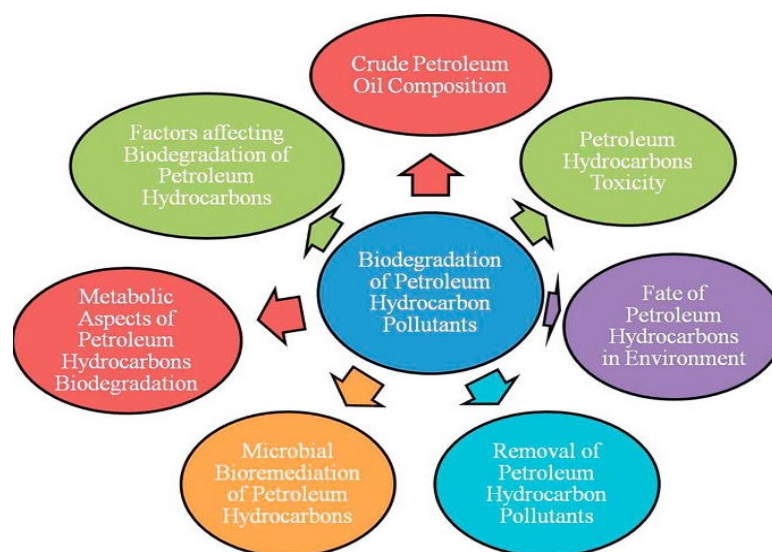 Crude Petroleum
Oil Composition
Petroleum
Hydrocarbons
Toxicity
Fate of
Petroleum
Hydrocarbons
in Environment
Removal of
Petroleum
Hydrocarbon
Pollutants
Microbial
Bioremediation
of Petroleum
Hydrocarbons
Metabolic
Aspects of
Petroleum
Hydrocarbons
Biodegradation
Factors affecting
Biodegradation of
Petroleum
Hydrocarbons
Biodegradation
of Petroleum
Hydrocarbon
Pollutants